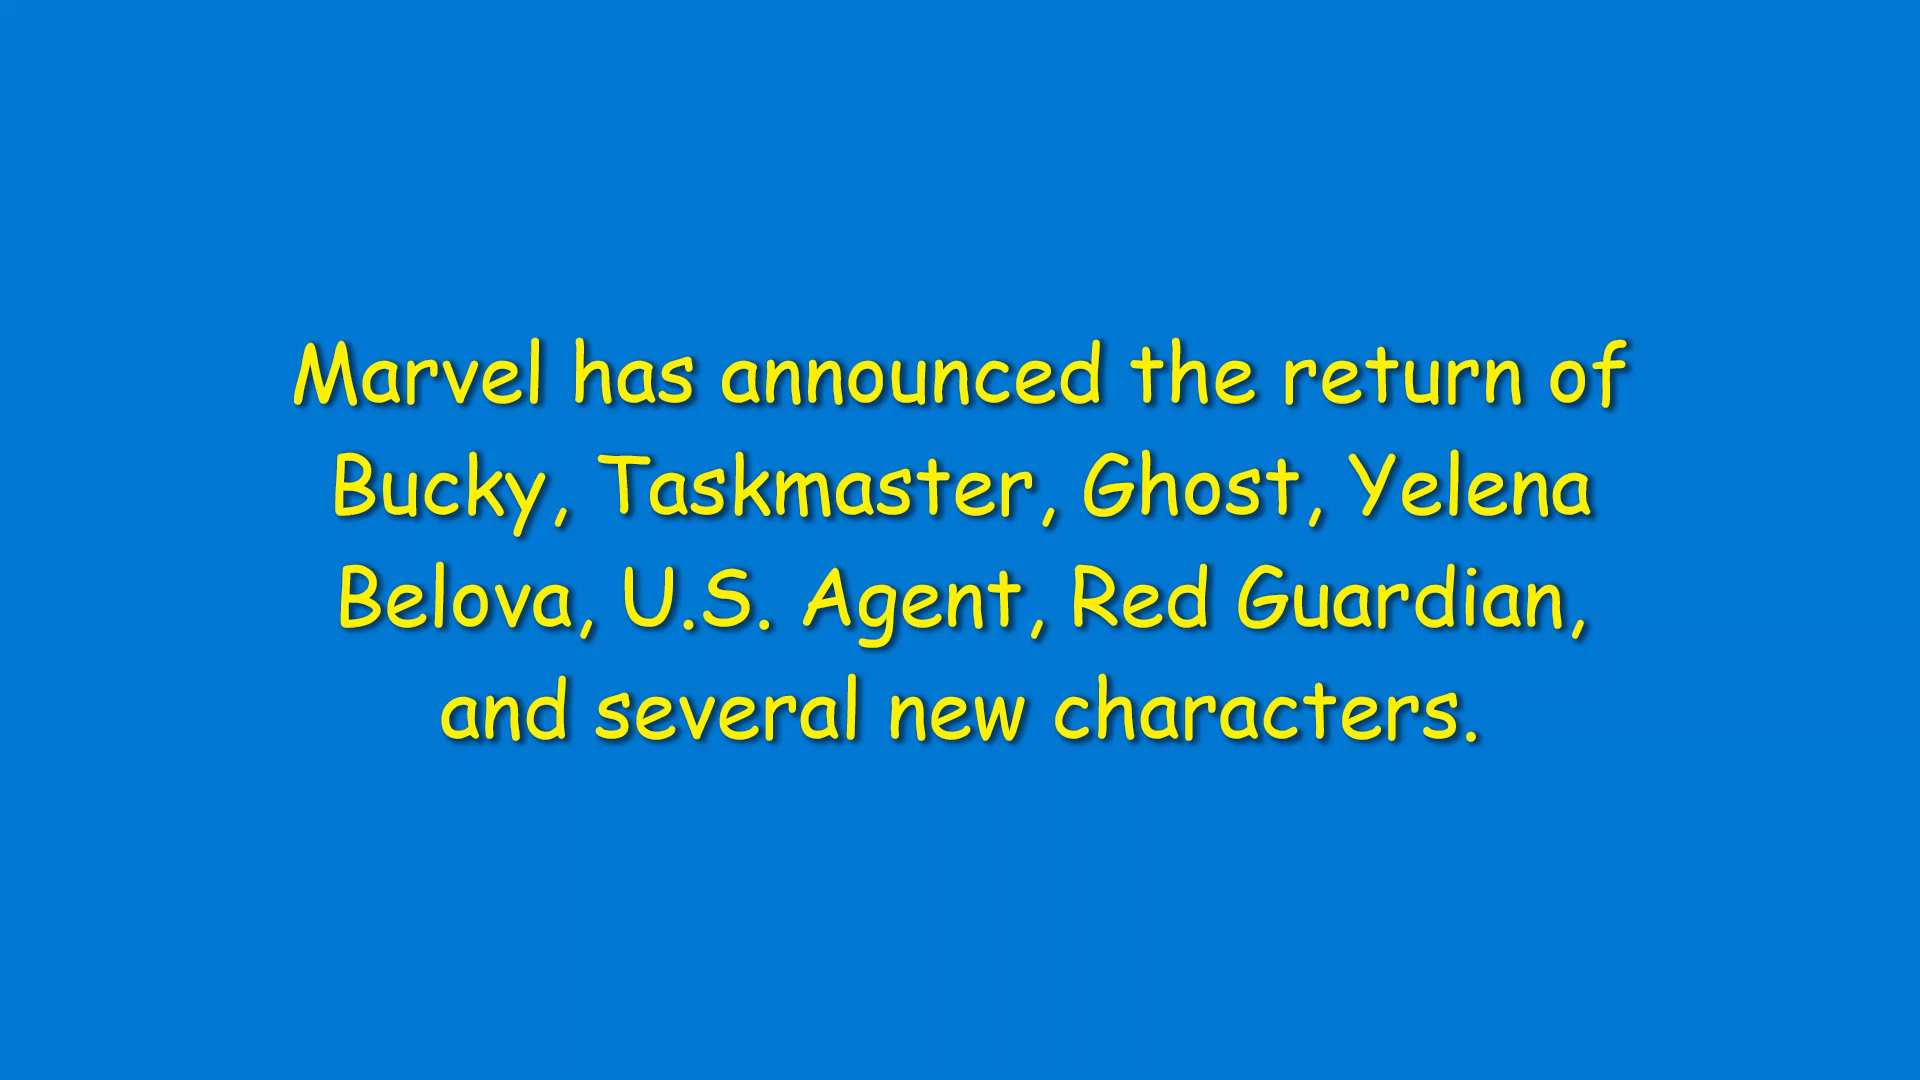 Marvel has announced the return of
Bucky, Taskmaster, Ghost, Yelena
Belova, U.S. Agent, Red Guardian,
and several new characters.